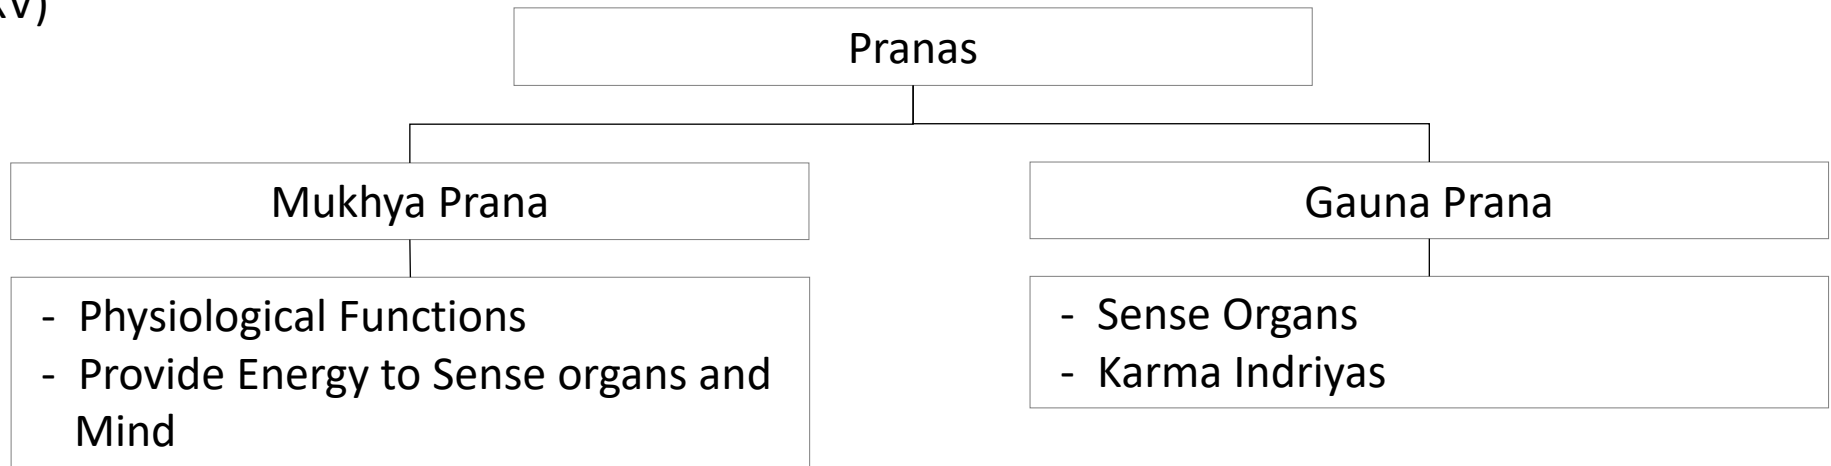 Pranas
Mukhya Prana
Gauna Prana
- Physiological Functions
- Provide Energy to Sense organs and
Mind
- Sense Organs
- Karma Indriyas